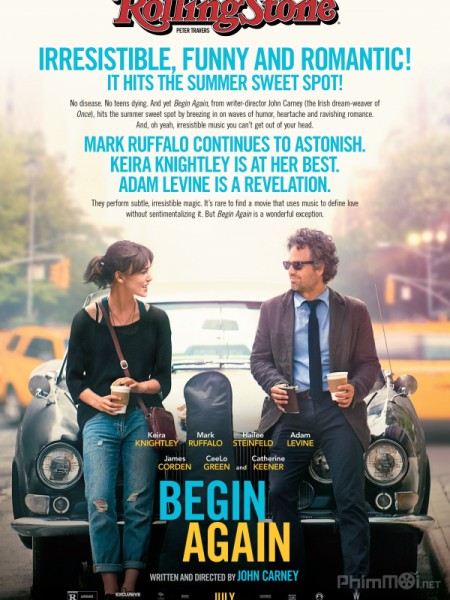 RollingStone
PETER TRAVERS
IRRESISTIBLE, FUNNY AND ROMANTIC!
IT HITS THE SUMMER SWEET SPOT!
No disease. No teens dying. And yet Begin Again, from writer-director John Carney (the Irish dream-weaver of
Once), hits the summer sweet spot by breezing in on waves of humor, heartache and ravishing romance.
And, oh yeah, irresistible music you can't get out of your head.
MARK RUFFALO CONTINUES TO ASTONISH.
KEIRA KNIGHTLEY IS AT HER BEST.
ADAM LEVINE IS A REVELATION.
They perform subtle, irresistible magic. It's rare to find a movie that uses music to define love
without sentimentalizing it. But Begin Again is a wonderful exception.
Keira KNIGHTLEY Mark RUFFALO Hailee STEINFELD Adam LEVINE
James CORDEN CeeLo GREEN and Catherine KEENER
BEGIN
AGAIN
WRITTEN AND DIRECTED BY JOHN CARNEY
R
EXCLUSIVE
JULY
PHIMMOI.NET